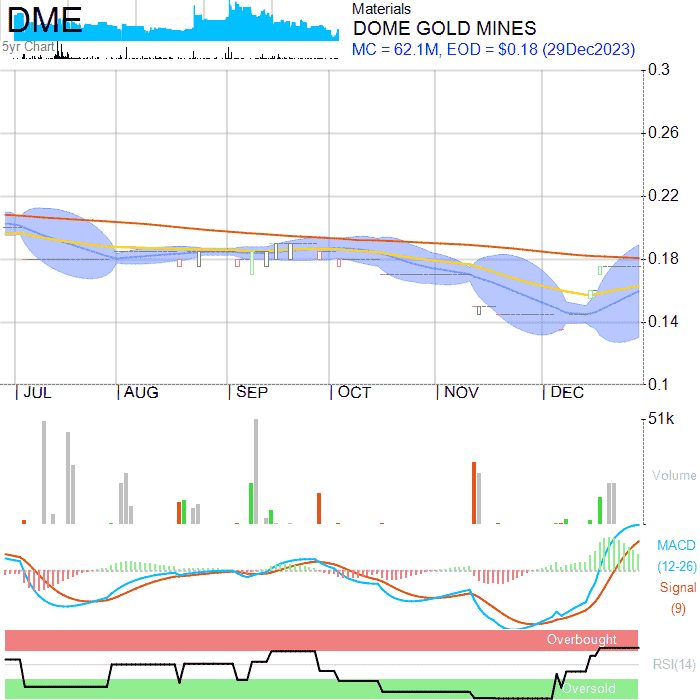 DME
5yr Chart
Materials
DOME GOLD MINES
MC = 62.1M, EOD = $0.18 (29Dec2023)
0.3
0.26
0.22
0.18
0.14
0.1
JUL AUG SEP OCT NOV DEC
51k
Volume
MACD
(12-26)
Signal
(9)
Overbought
RSI(14)
Oversold